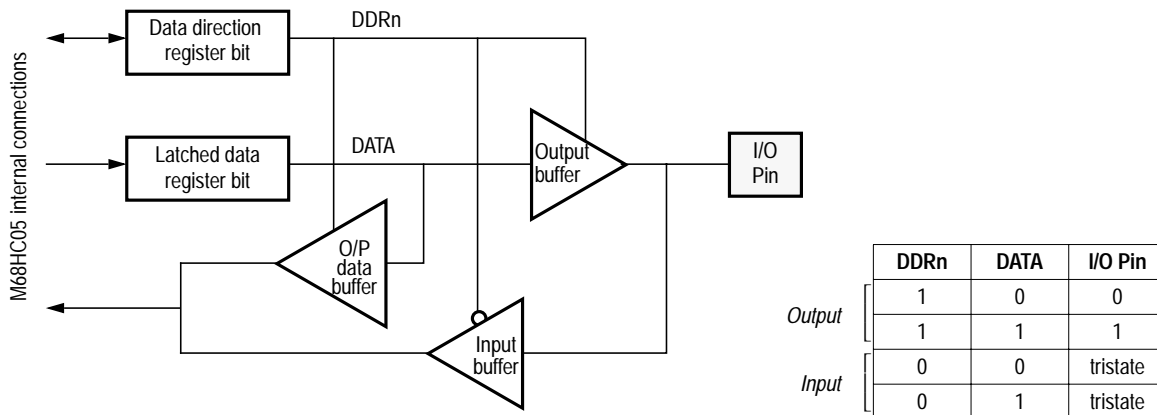 M68HC05 internal connections
Data direction
register bit
DDRn
Latched data
register bit
DATA
Output
buffer
I/O
Pin
O/P
data
buffer
Input
buffer
DDRn DATA I/O Pin
Output
1 0 0
1 1 1
Input
0 0 tristate
0 1 tristate